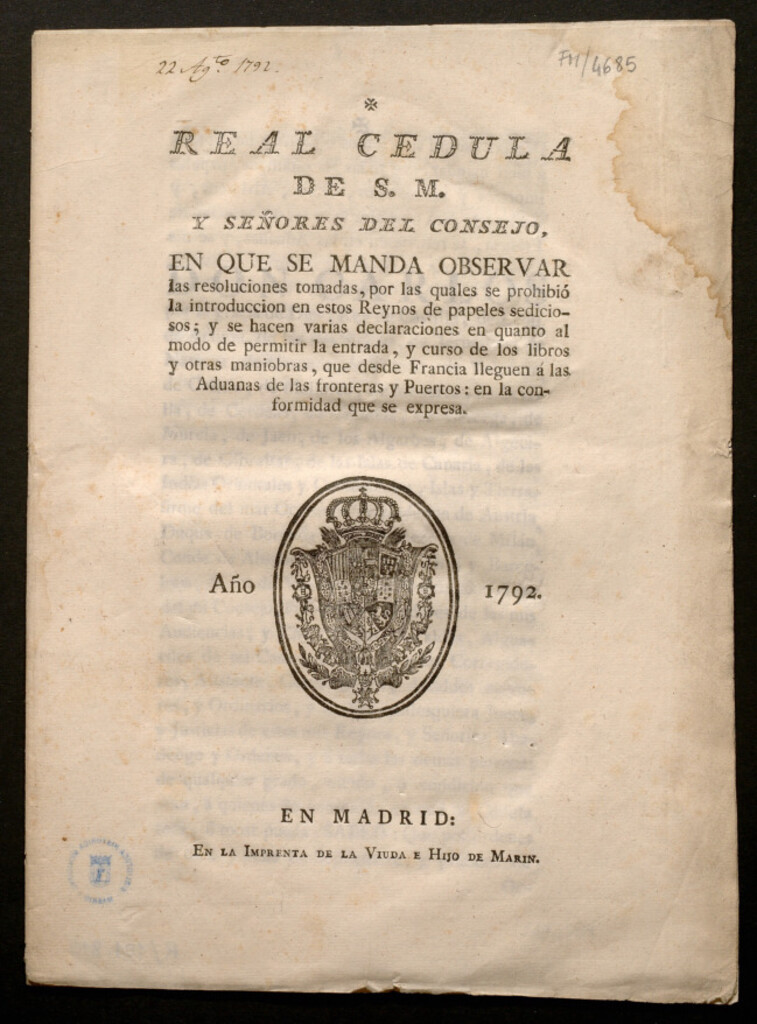 22 Ag.to 1792.
FM/4685
REAL CEDULA
DE S. M.
Y SEÑORES DEL CONSEJO,
EN QUE SE MANDA OBSERVAR
las resoluciones tomadas, por las quales se prohibió
la introduccion en estos Reynos de papeles sedicio-
sos; y se hacen varias declaraciones en quanto al
modo de permitir la entrada, y curso de los libros
y otras maniobras, que desde Francia lleguen á las
Aduanas de las fronteras y Puertos: en la con-
formidad que se expresa.
Año 1792.
EN MADRID:
EN LA IMPRENTA DE LA VIUDA E HIJO DE MARIN.